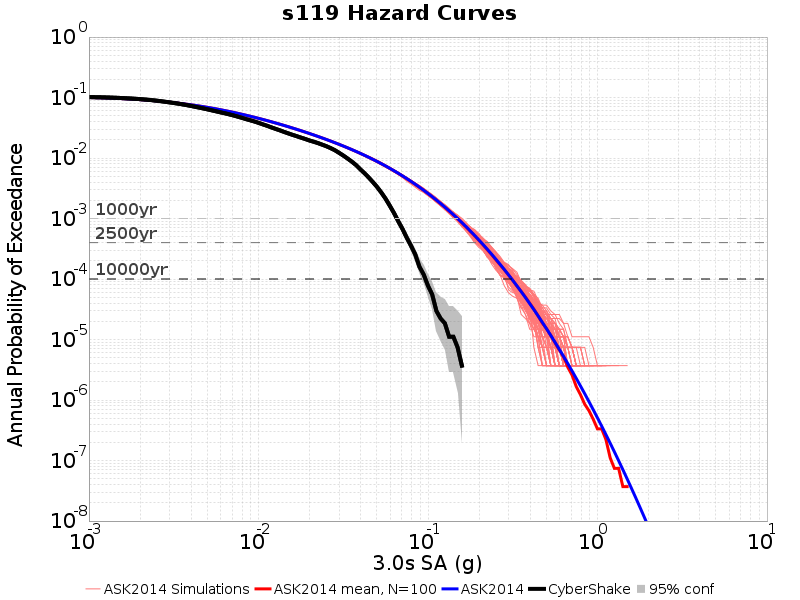 s119 Hazard Curves
Annual Probability of Exceedance
10^0
10^-1
10^-2
10^-3
10^-4
10^-5
10^-6
10^-7
10^-8
1000yr
2500yr
10000yr
10^-3 10^-2 10^-1 10^0 10^1
3.0s SA (g)
ASK2014 Simulations ASK2014 mean, N=100 ASK2014 CyberShake 95% conf